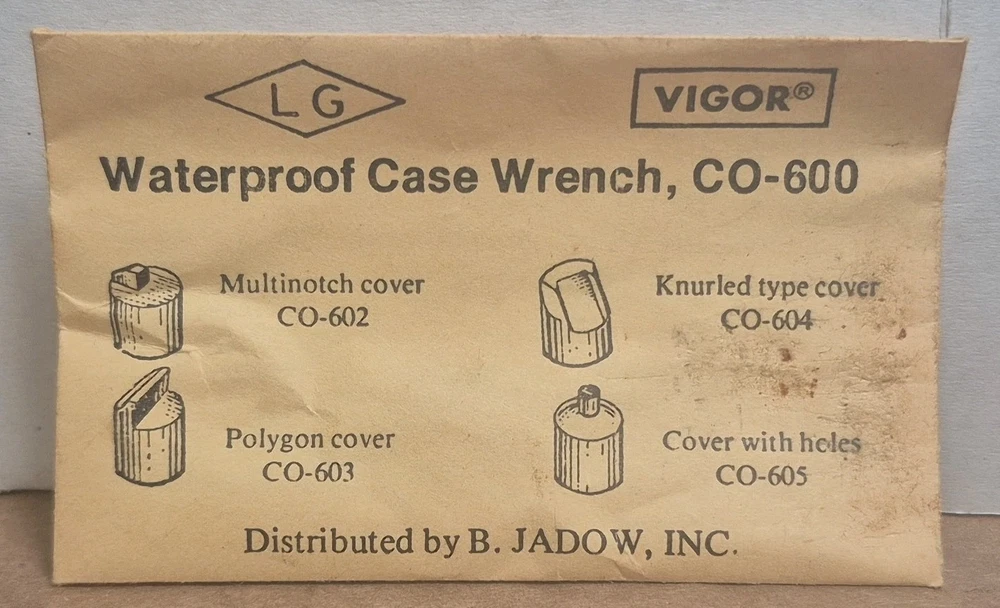 LG
VIGOR®
Waterproof Case Wrench, CO-600
Multinotch cover
CO-602
Knurled type cover
CO-604
Polygon cover
CO-603
Cover with holes
CO-605
Distributed by B. JADOW, INC.